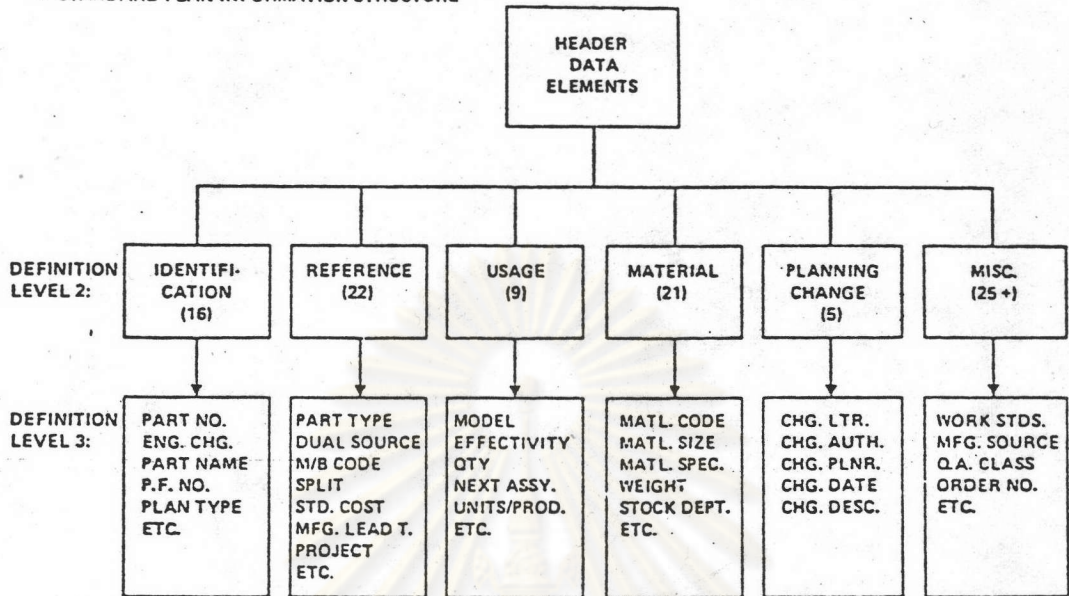 STANDARD PLAN INFORMATION STRUCTURE
HEADER
DATA
ELEMENTS
DEFINITION
LEVEL 2:
IDENTIFI-
CATION
(16)
REFERENCE
(22)
USAGE
(9)
MATERIAL
(21)
PLANNING
CHANGE
(5)
MISC.
(25 +)
DEFINITION
LEVEL 3:
PART NO.
ENG. CHG.
PART NAME
P.F. NO.
PLAN TYPE
ETC.
PART TYPE
DUAL SOURCE
M/B CODE
SPLIT
STD. COST
MFG. LEAD T.
PROJECT
ETC.
MODEL
EFFECTIVITY
QTY
NEXT ASSY.
UNITS/PROD.
ETC.
MATL. CODE
MATL. SIZE
MATL. SPEC.
WEIGHT
STOCK DEPT.
ETC.
CHG. LTR.
CHG. AUTH.
CHG. PLNR.
CHG. DATE
CHG. DESC.
WORK STDS.
MFG. SOURCE
Q.A. CLASS
ORDER NO.
ETC.